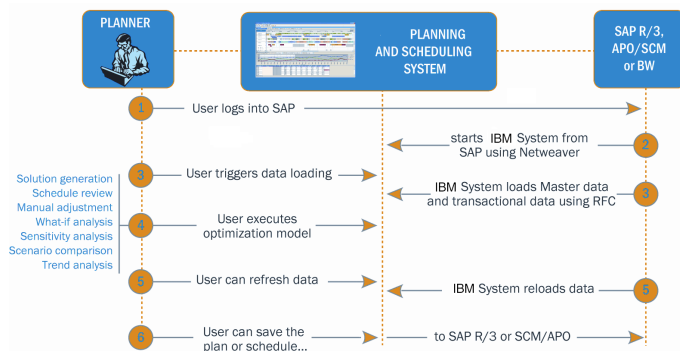 PLANNER
PLANNING
AND SCHEDULING
SYSTEM
SAP R/3,
APO/SCM
or BW
1
User logs into SAP
starts IBM System from
SAP using Netweaver
2
3
User triggers data loading
IBM System loads Master data
and transactional data using RFC
3
Solution generation
Schedule review
Manual adjustment
What-if analysis
Sensitivity analysis
Scenario comparison
Trend analysis
4
User executes
optimization model
5
User can refresh data
IBM System reloads data
5
6
User can save the
plan or schedule...
to SAP R/3 or SCM/APO